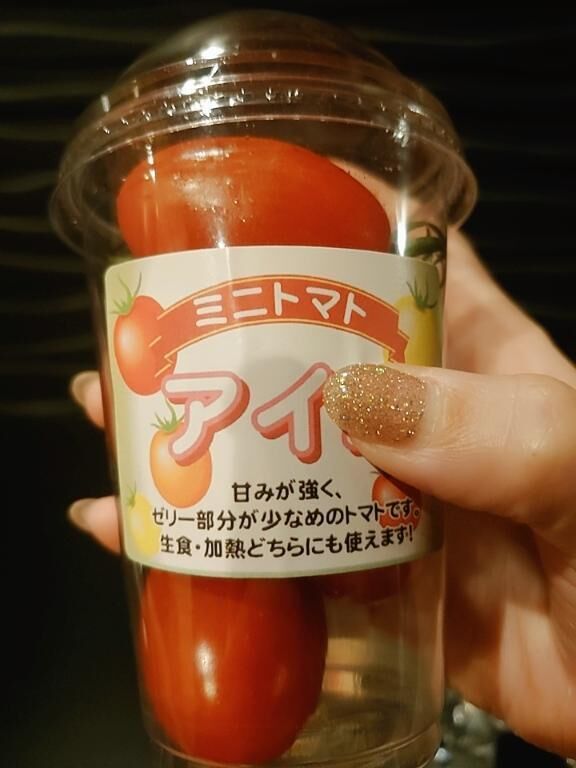 ミニトマト
アイ
甘みが強く、
ゼリー部分が少なめのトマトです。
生食・加熱どちらにも使えます!